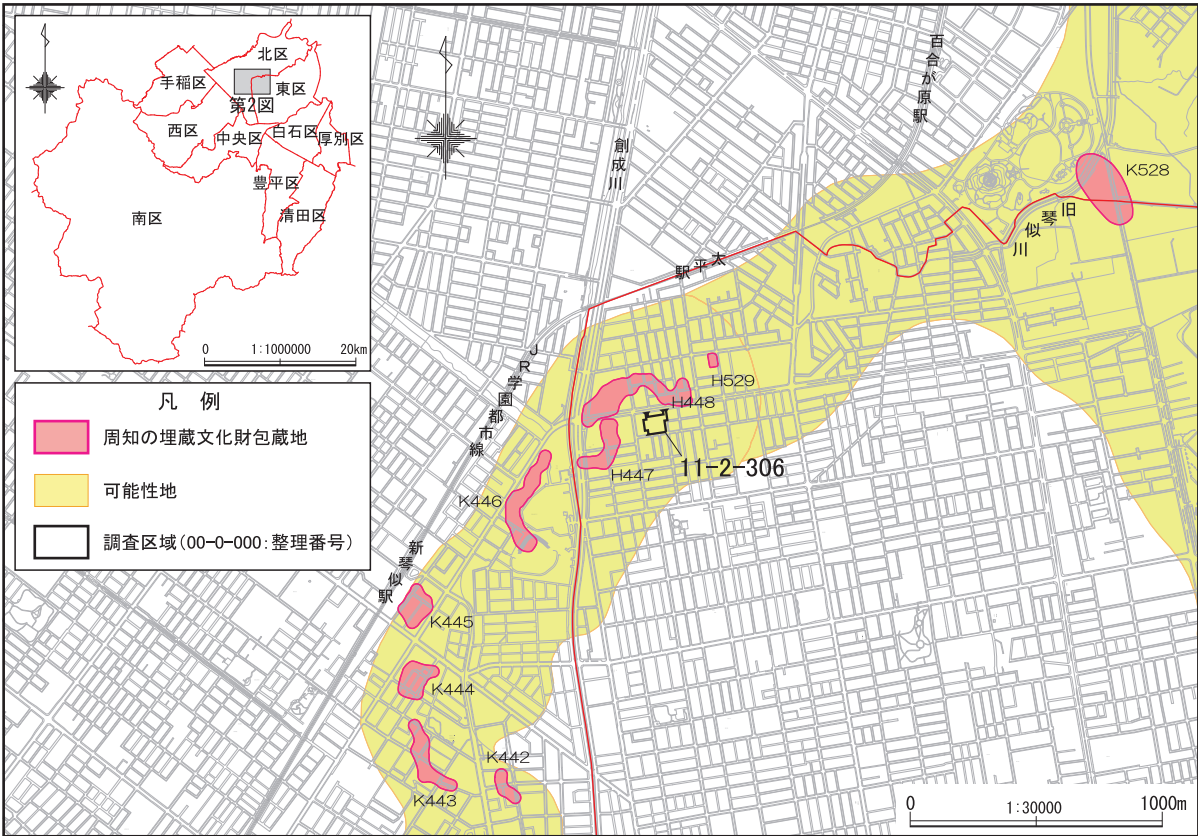 北区
手稲区
東区
第2図
西区
中央区
白石区
厚別区
豊平区
清田区
南区
0
1:1000000
20km
凡 例
周知の埋蔵文化財包蔵地
可能性地
調査区域(00-0-000:整理番号)
百合が原駅
創成川
太平駅
旧琴似川
K528
JR学園都市線
H529
H448
11-2-306
H447
K446
新琴似駅
K445
K444
K442
K443
0
1:30000
1000m